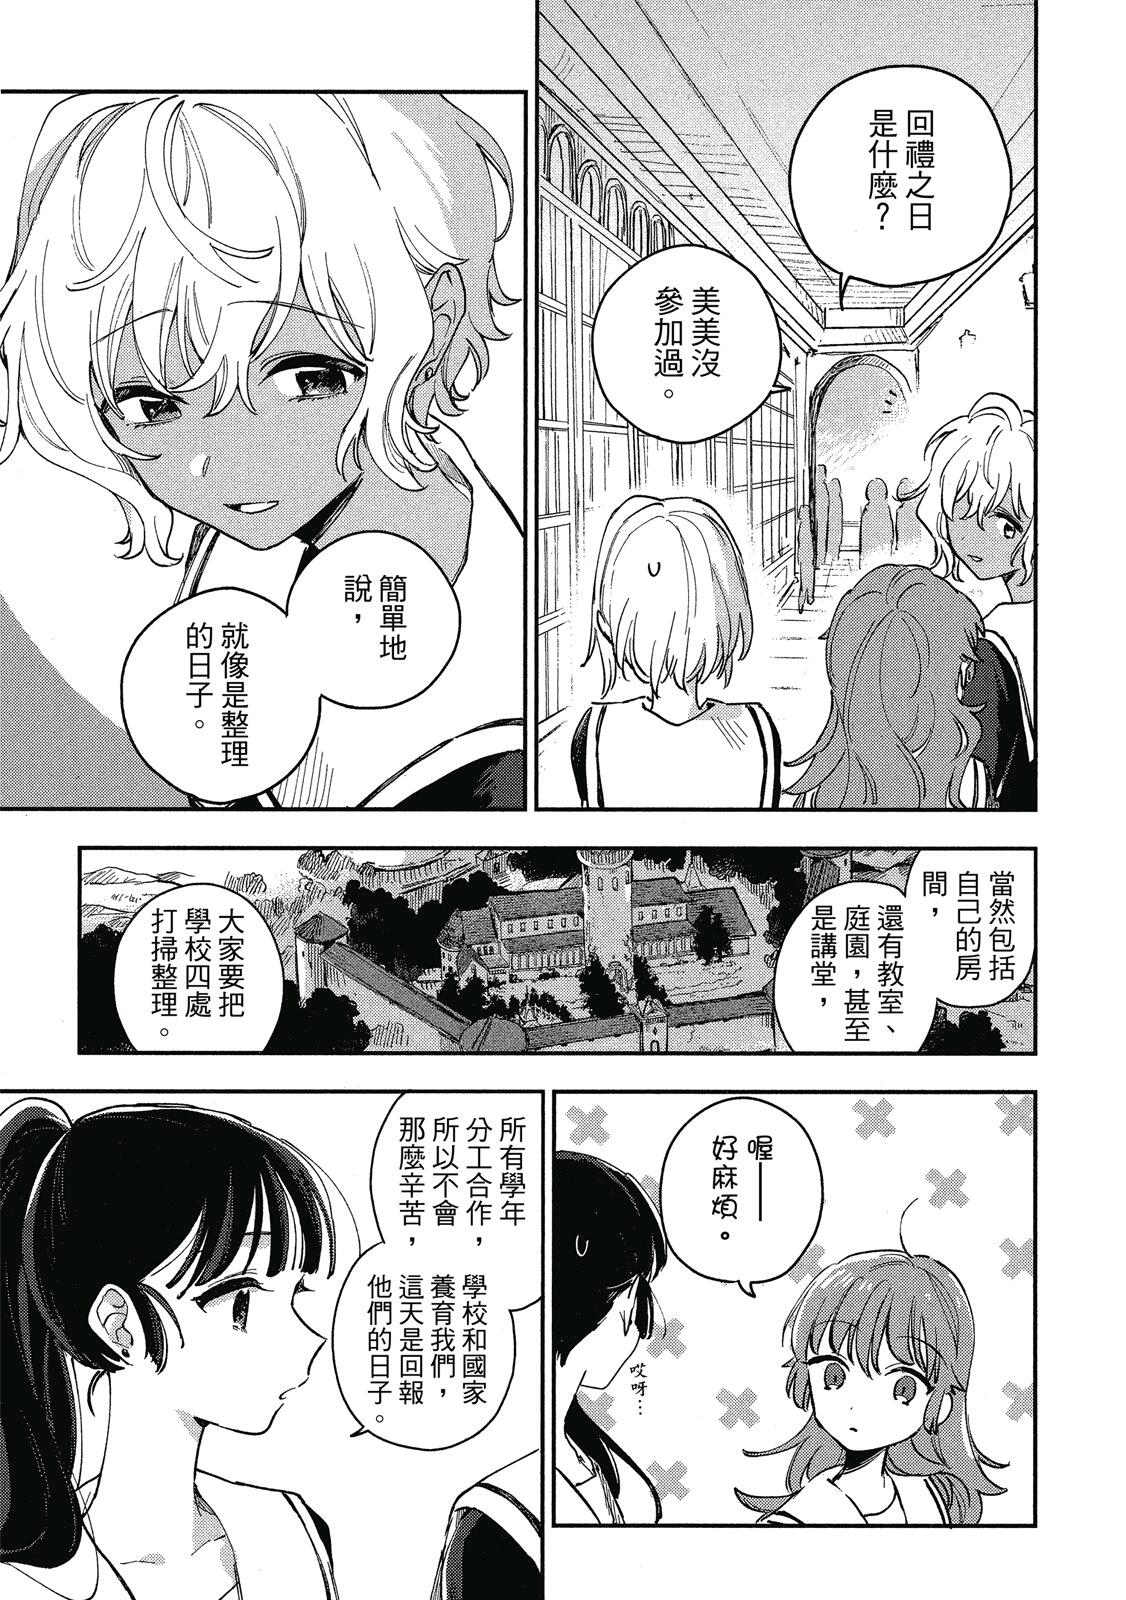 回禮之日
是什麼？
美美沒
參加過。
簡單地
說，
就像是整理
的日子。
當然包括
自己的房
間，
還有教室、
庭園，甚至
是講堂，
大家要把
學校四處
打掃整理。
喔——
好麻煩。
哎呀…
所有學年
分工合作，
所以不會
那麼辛苦，
學校和國家
養育我們，
這天是回報
他們的日子。